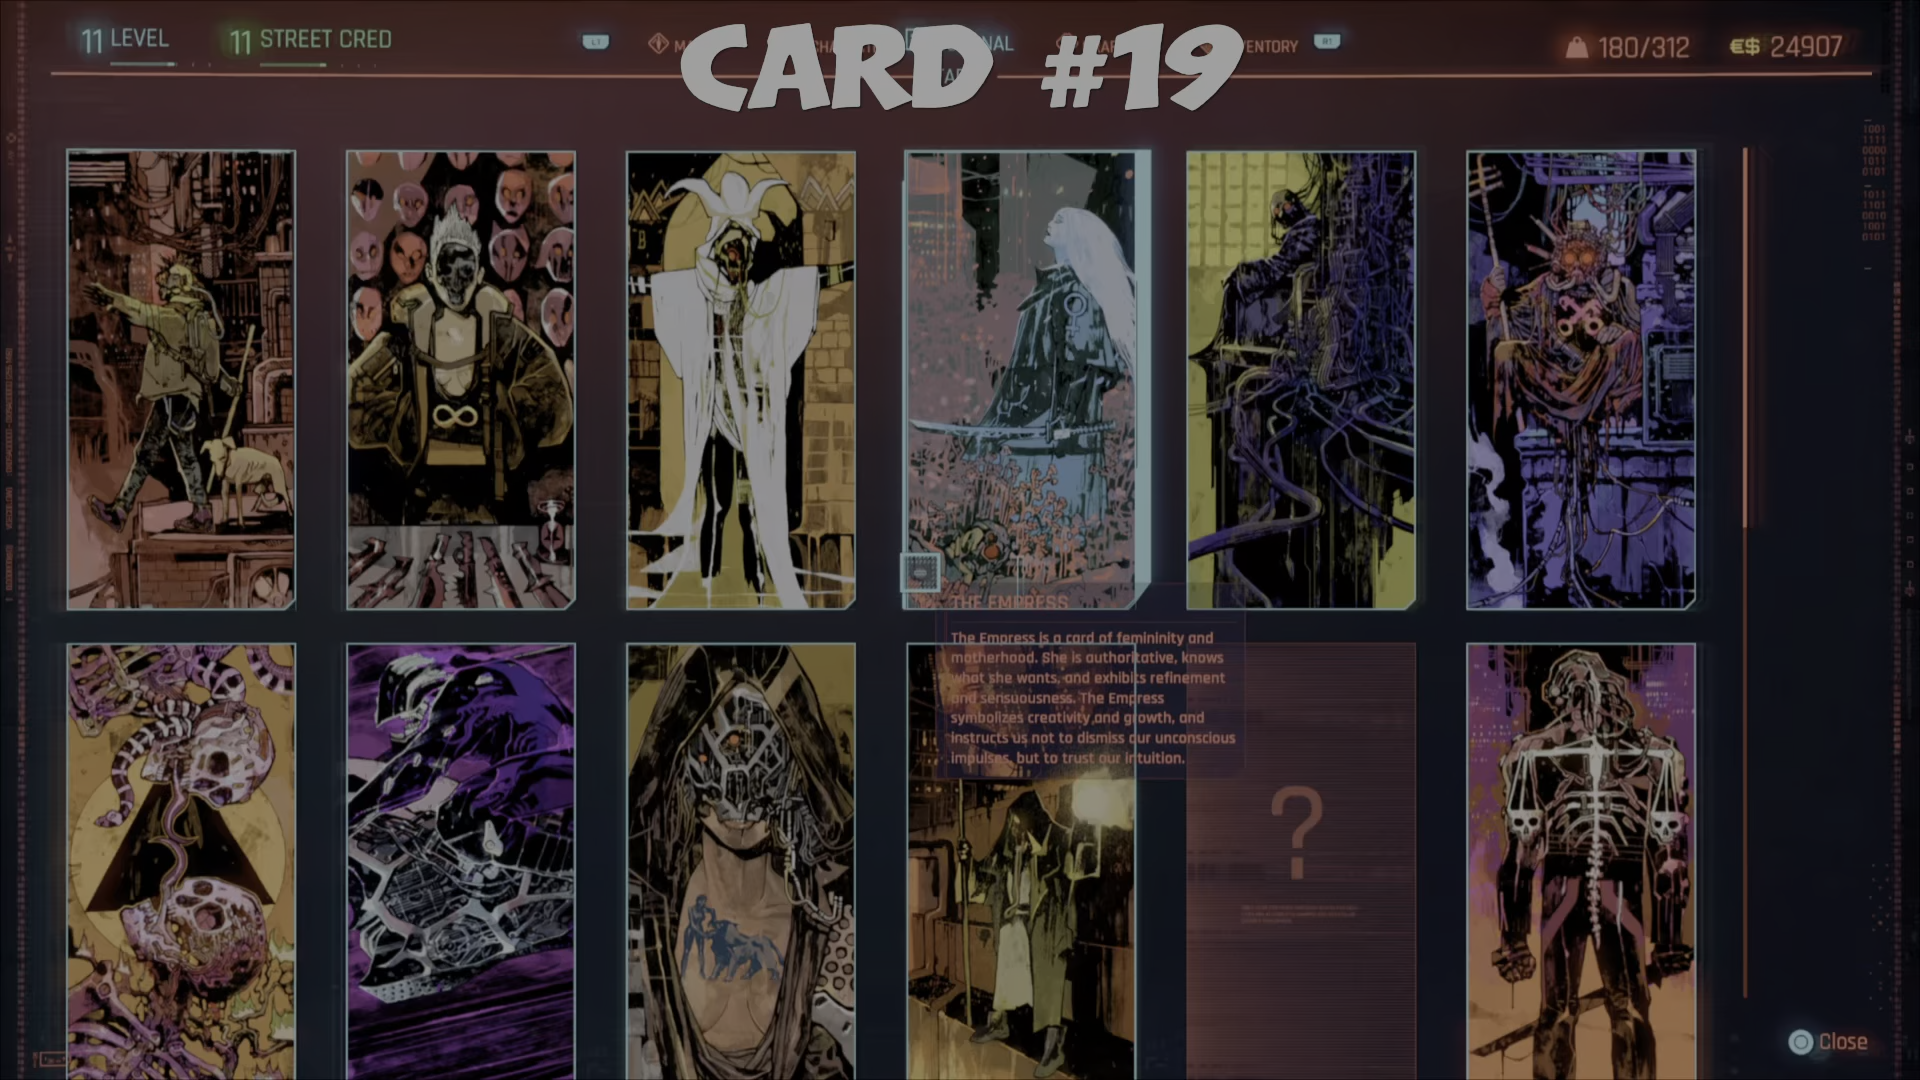 CARD #19
11 LEVEL
11 STREET CRED
L1
R1
180/312
€$ 24907
THE EMPRESS
The Empress is a card of femininity and
motherhood. She is authoritative, knows
what she wants, and exhibits refinement
and sensuousness. The Empress
symbolizes creativity and growth, and
instructs us not to dismiss our unconscious
impulses, but to trust our intuition.
?
Close